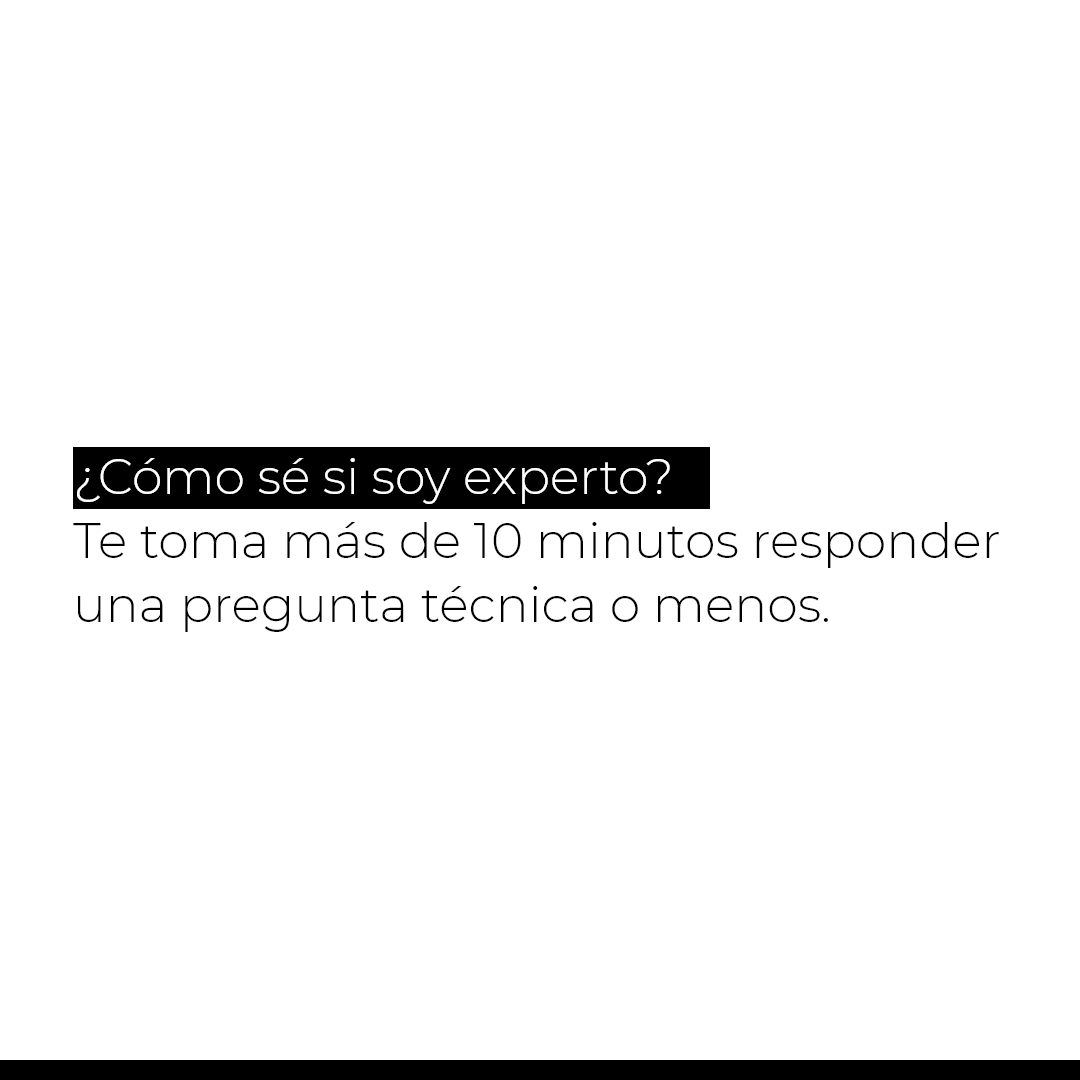 ¿Cómo sé si soy experto?
Te toma más de 10 minutos responder
una pregunta técnica o menos.